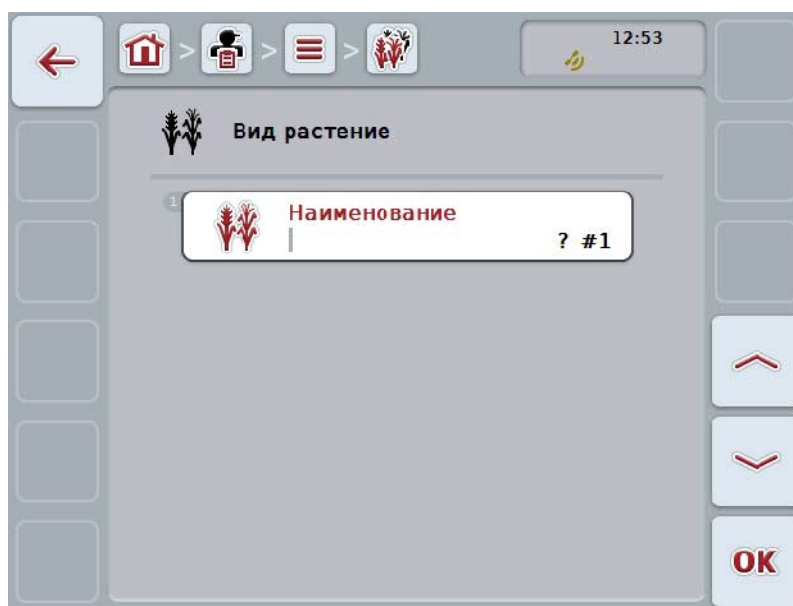 > > >
12:53
Вид растение
1
Наименование
? #1
OK